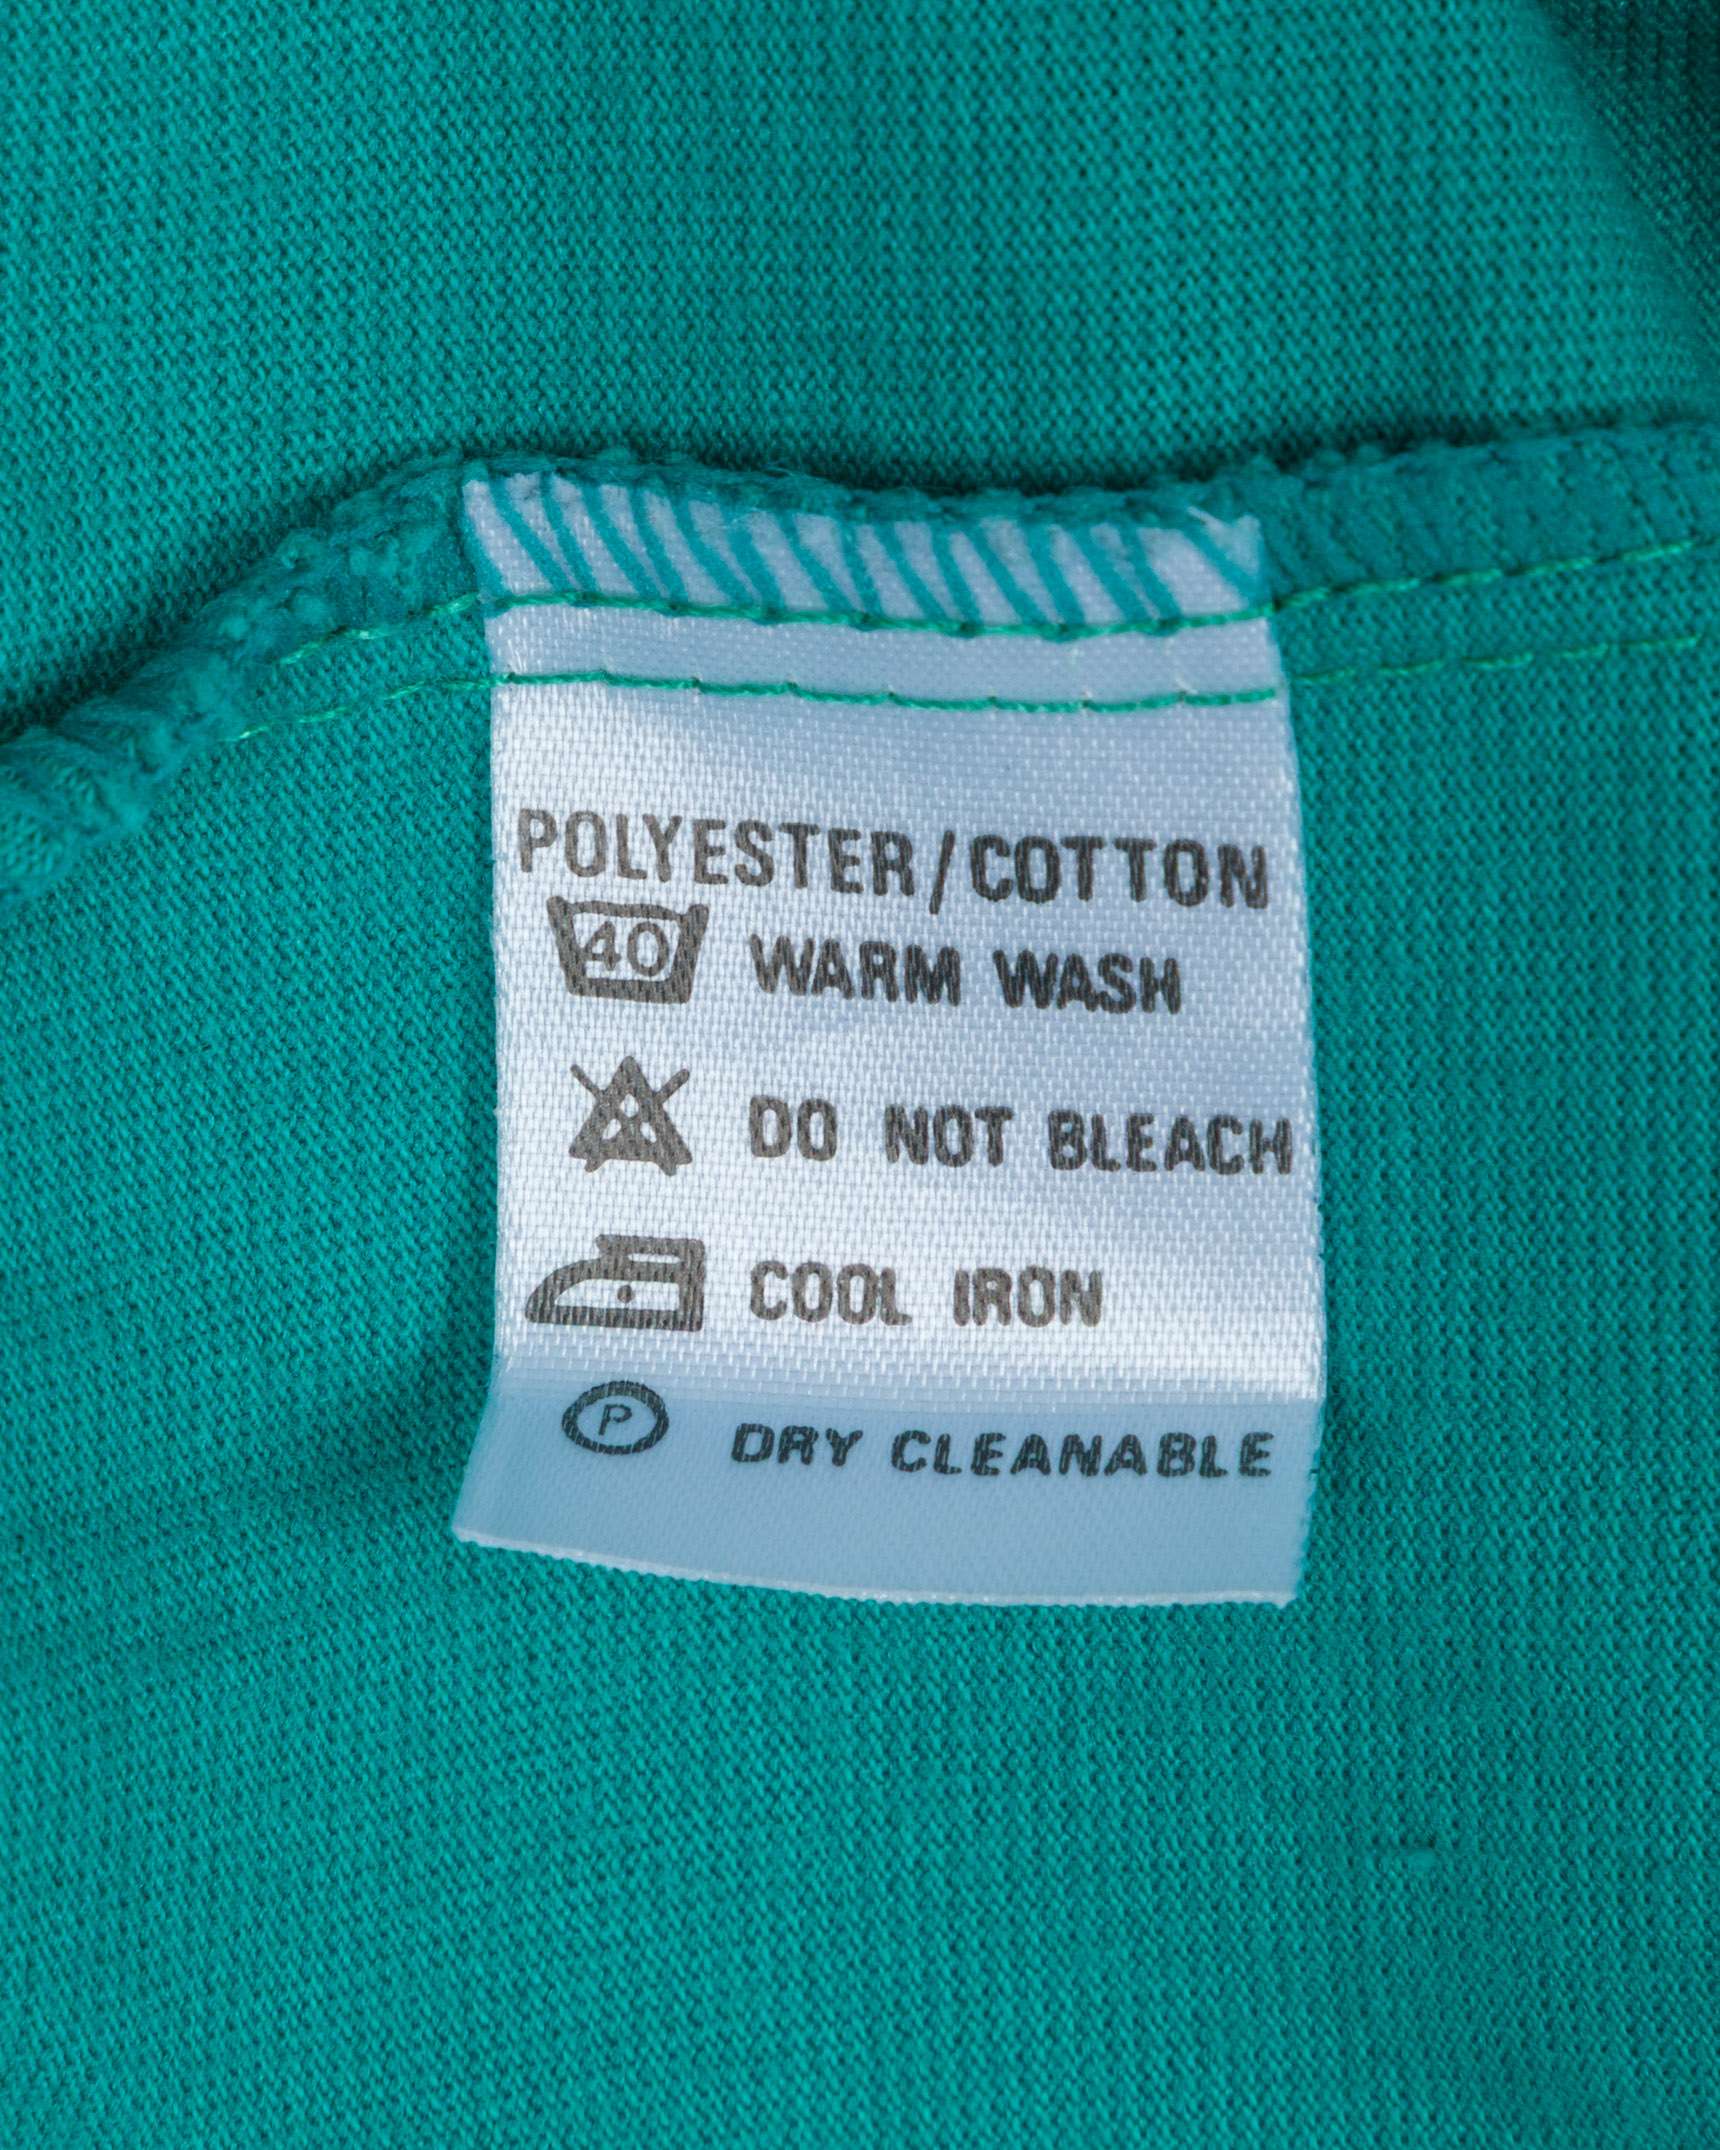 POLYESTER/COTTON
40 WARM WASH
DO NOT BLEACH
COOL IRON
P DRY CLEANABLE